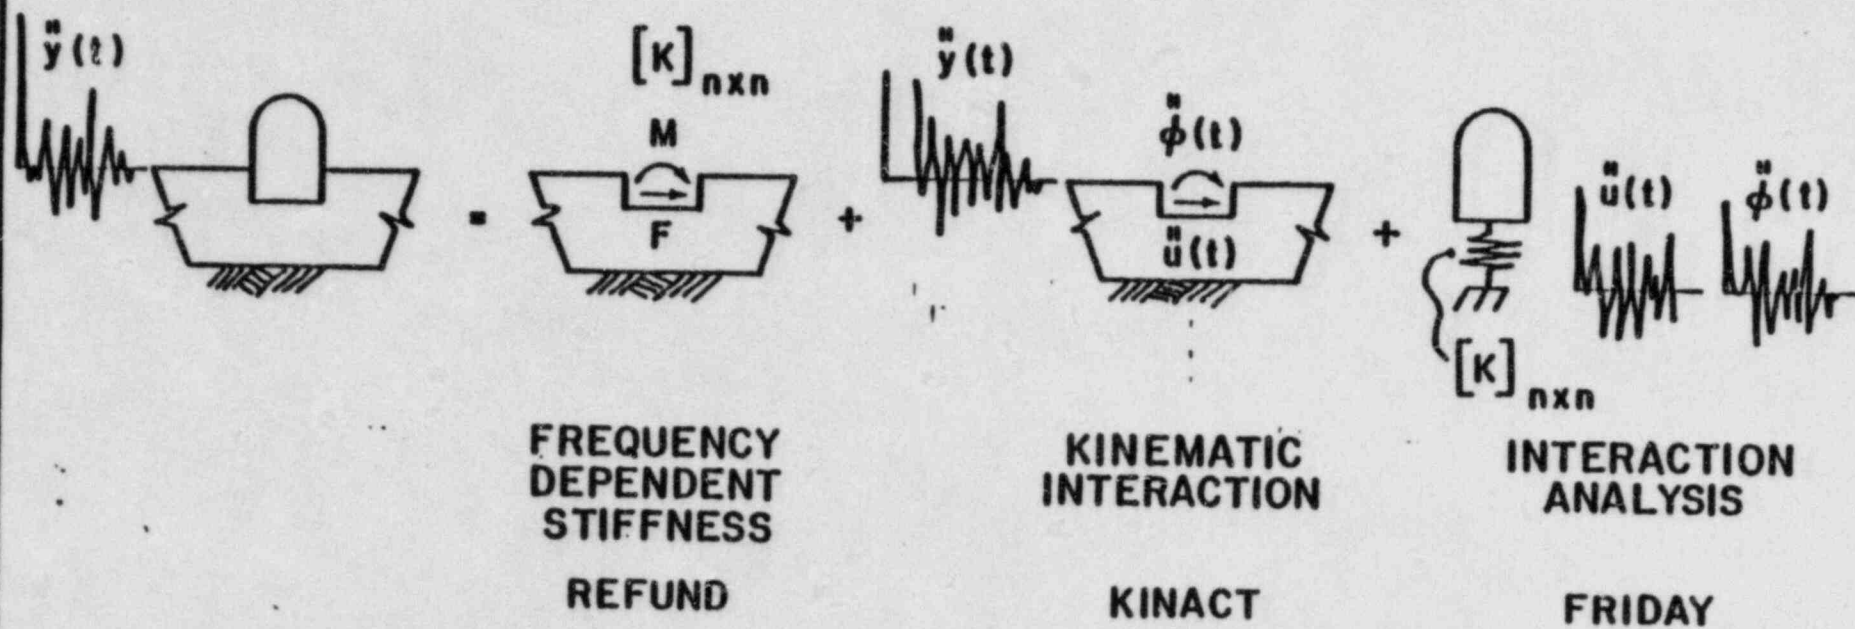 ÿ(t)
[K]nxn
M
F
=
+
ÿ(t)
φ̈(t)
ü(t)
+
ü(t)
φ̈(t)
[K]nxn
FREQUENCY
DEPENDENT
STIFFNESS
KINEMATIC
INTERACTION
INTERACTION
ANALYSIS
REFUND
KINACT
FRIDAY